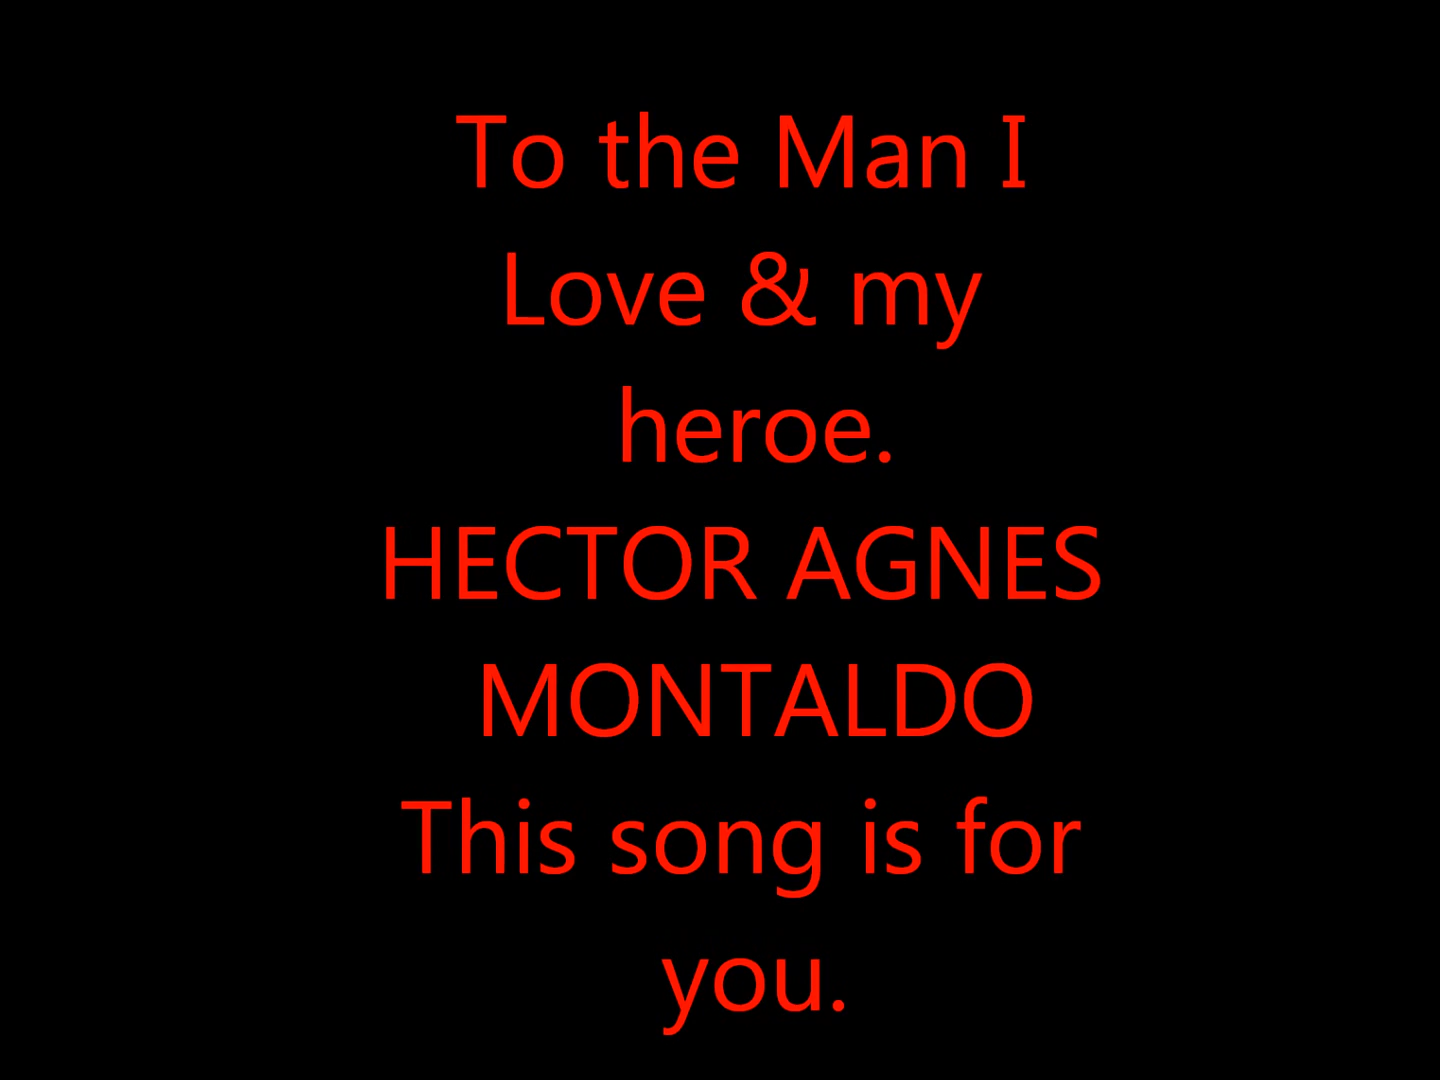 To the Man I
Love & my
heroe.
HECTOR AGNES
MONTALDO
This song is for
you.